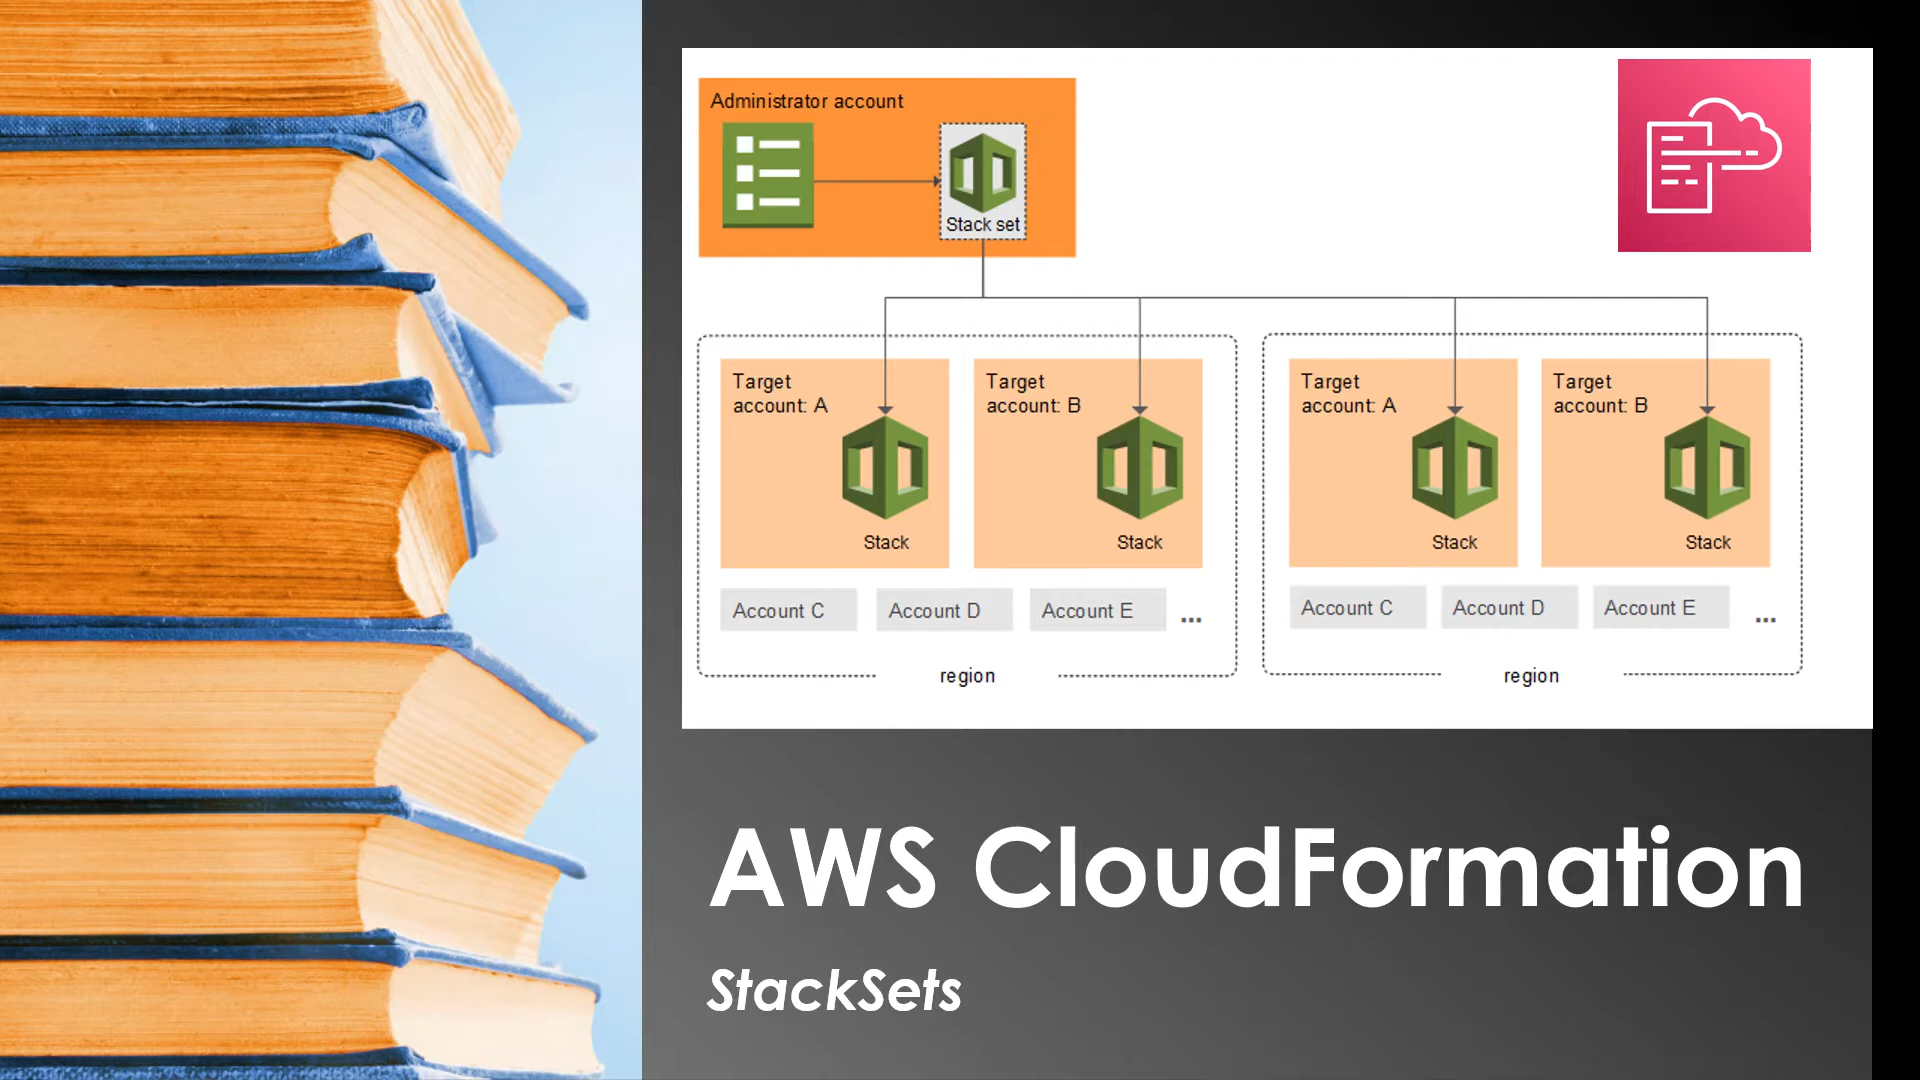 Administrator account
Stack set
Target
account: A
Stack
Target
account: B
Stack
Account C
Account D
Account E
...
region
Target
account: A
Stack
Target
account: B
Stack
Account C
Account D
Account E
...
region
AWS CloudFormation
StackSets